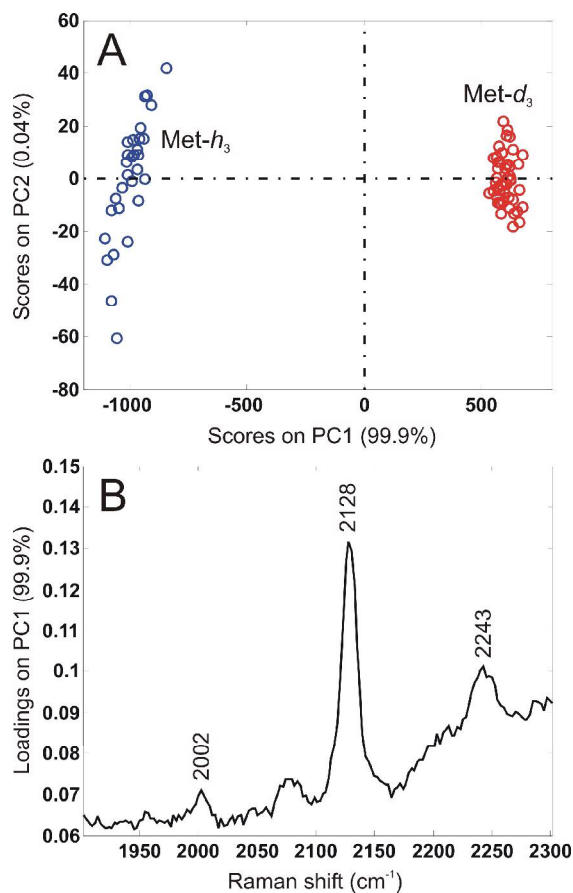 A
60
40
20
0
-20
-40
-60
-80
Scores on PC2 (0.04%)
Met-h₃
Met-d₃
-1000 -500 0 500
Scores on PC1 (99.9%)
B
0.15
0.14
0.13
0.12
0.11
0.1
0.09
0.08
0.07
0.06
Loadings on PC1 (99.9%)
2002
2128
2243
1950 2000 2050 2100 2150 2200 2250 2300
Raman shift (cm⁻¹)